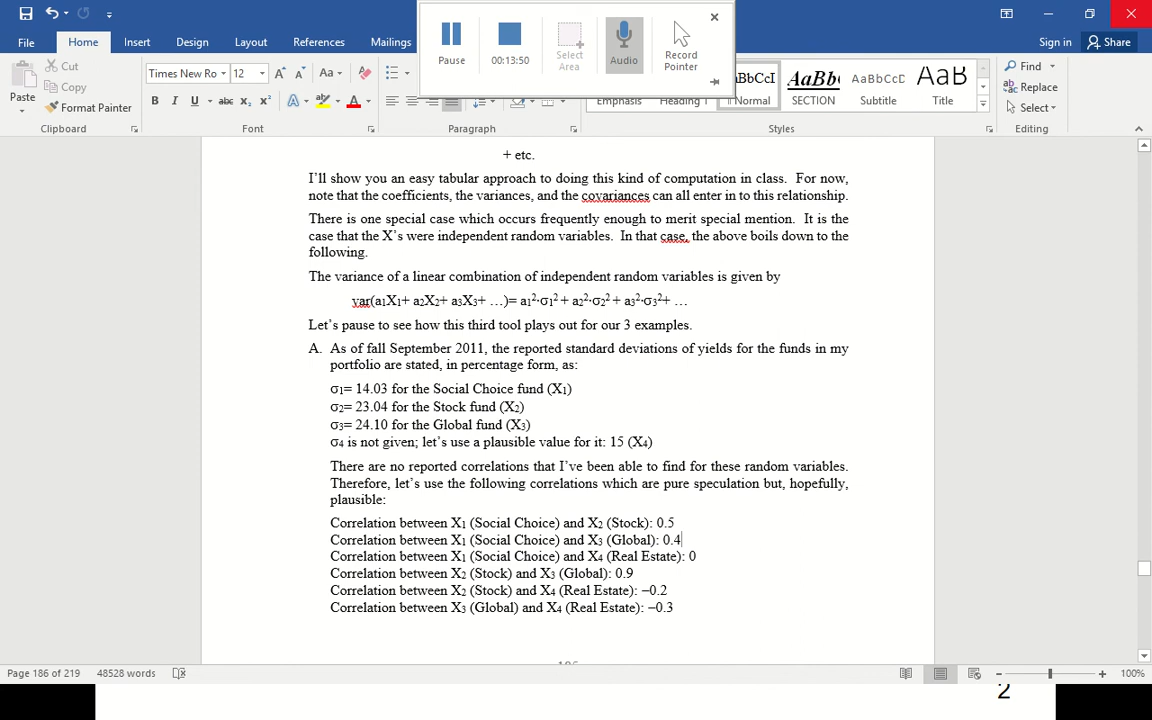 Pause
00:13:50
Select Area
Audio
Record Pointer
File
Home
Insert
Design
Layout
References
Mailings
Sign in
Share
Paste
Cut
Copy
Format Painter
Clipboard
Times New Ro
12
Font
Paragraph
Emphasis
Heading 1
Normal
SECTION
Subtitle
Title
Styles
Find
Replace
Select
Editing
+ etc.
I'll show you an easy tabular approach to doing this kind of computation in class. For now,
note that the coefficients, the variances, and the covariances can all enter in to this relationship.
There is one special case which occurs frequently enough to merit special mention. It is the
case that the X's were independent random variables. In that case, the above boils down to the
following.
The variance of a linear combination of independent random variables is given by
var(a₁X₁+ a₂X₂+ a₃X₃+ …)= a₁²·σ₁² + a₂²·σ₂² + a₃²·σ₃²+ …
Let's pause to see how this third tool plays out for our 3 examples.
A. As of fall September 2011, the reported standard deviations of yields for the funds in my
portfolio are stated, in percentage form, as:
σ₁= 14.03 for the Social Choice fund (X₁)
σ₂= 23.04 for the Stock fund (X₂)
σ₃= 24.10 for the Global fund (X₃)
σ₄ is not given; let's use a plausible value for it: 15 (X₄)
There are no reported correlations that I've been able to find for these random variables.
Therefore, let's use the following correlations which are pure speculation but, hopefully,
plausible:
Correlation between X₁ (Social Choice) and X₂ (Stock): 0.5
Correlation between X₁ (Social Choice) and X₃ (Global): 0.4
Correlation between X₁ (Social Choice) and X₄ (Real Estate): 0
Correlation between X₂ (Stock) and X₃ (Global): 0.9
Correlation between X₂ (Stock) and X₄ (Real Estate): –0.2
Correlation between X₃ (Global) and X₄ (Real Estate): –0.3
Page 186 of 219
48528 words
100%
2